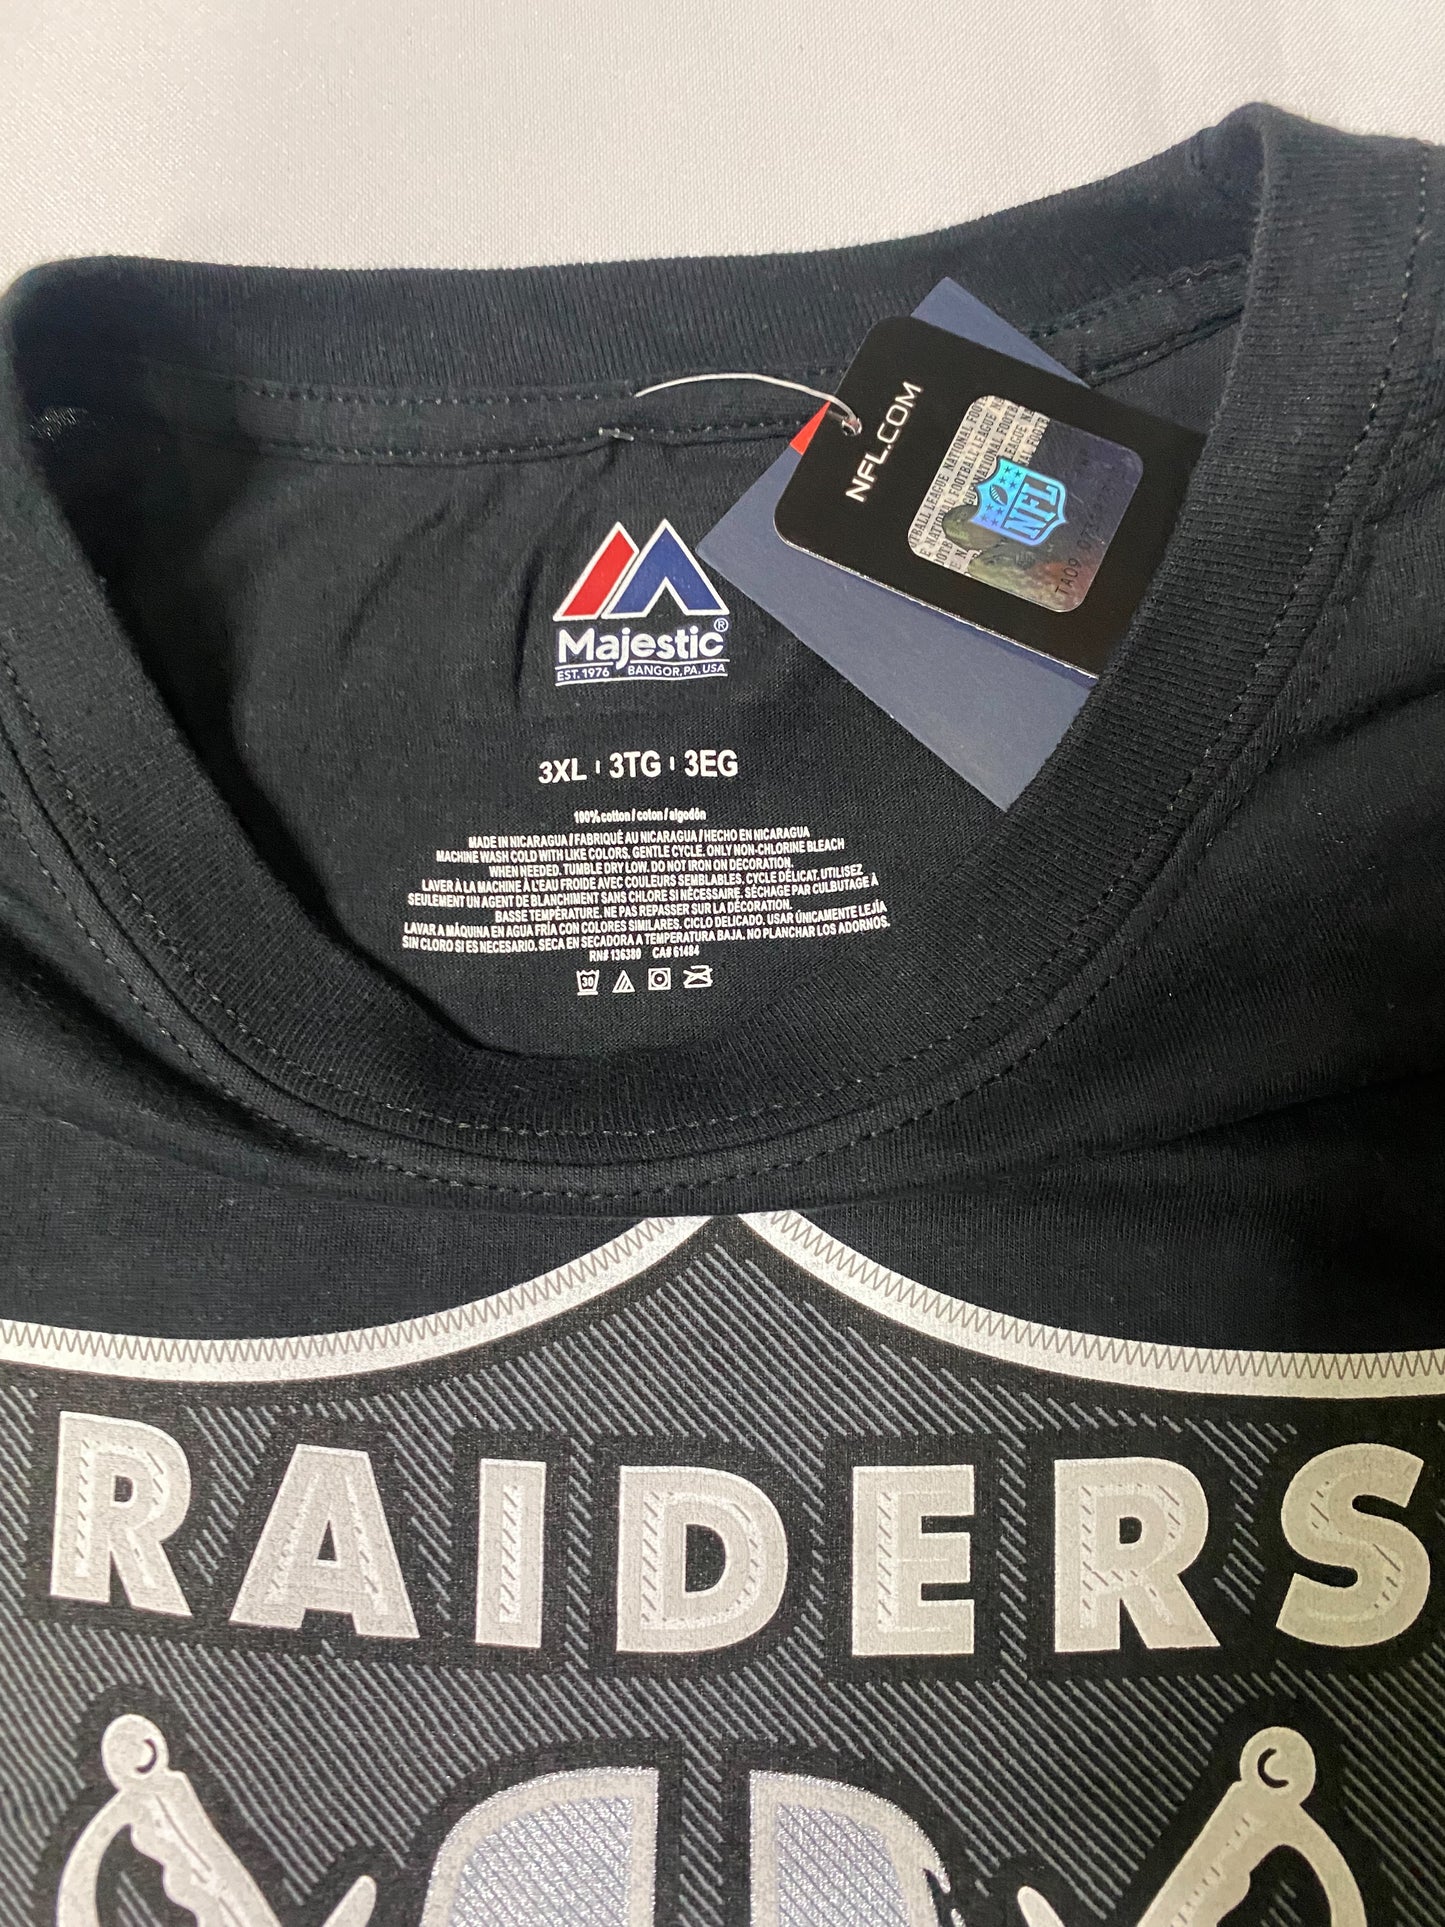 NFL.COM
NFL
Majestic®
EST. 1976 BANGOR, PA, USA
3XL | 3TG | 3EG
100% cotton / coton / algodón
MADE IN NICARAGUA / FABRIQUÉ AU NICARAGUA / HECHO EN NICARAGUA
MACHINE WASH COLD WITH LIKE COLORS. GENTLE CYCLE. ONLY NON-CHLORINE BLEACH
WHEN NEEDED. TUMBLE DRY LOW. DO NOT IRON ON DECORATION.
LAVER À LA MACHINE À L'EAU FROIDE AVEC COULEURS SEMBLABLES. CYCLE DÉLICAT. UTILISEZ
SEULEMENT UN AGENT DE BLANCHIMENT SANS CHLORE SI NÉCESSAIRE. SÉCHAGE PAR CULBUTAGE À
BASSE TEMPÉRATURE. NE PAS REPASSER SUR LA DÉCORATION.
LAVAR A MÁQUINA EN AGUA FRÍA CON COLORES SIMILARES. CICLO DELICADO. USAR ÚNICAMENTE LEJÍA
SIN CLORO SI ES NECESARIO. SECA EN SECADORA A TEMPERATURA BAJA. NO PLANCHAR LOS ADORNOS.
RN# 136380 CA# 61484
30
RAIDERS